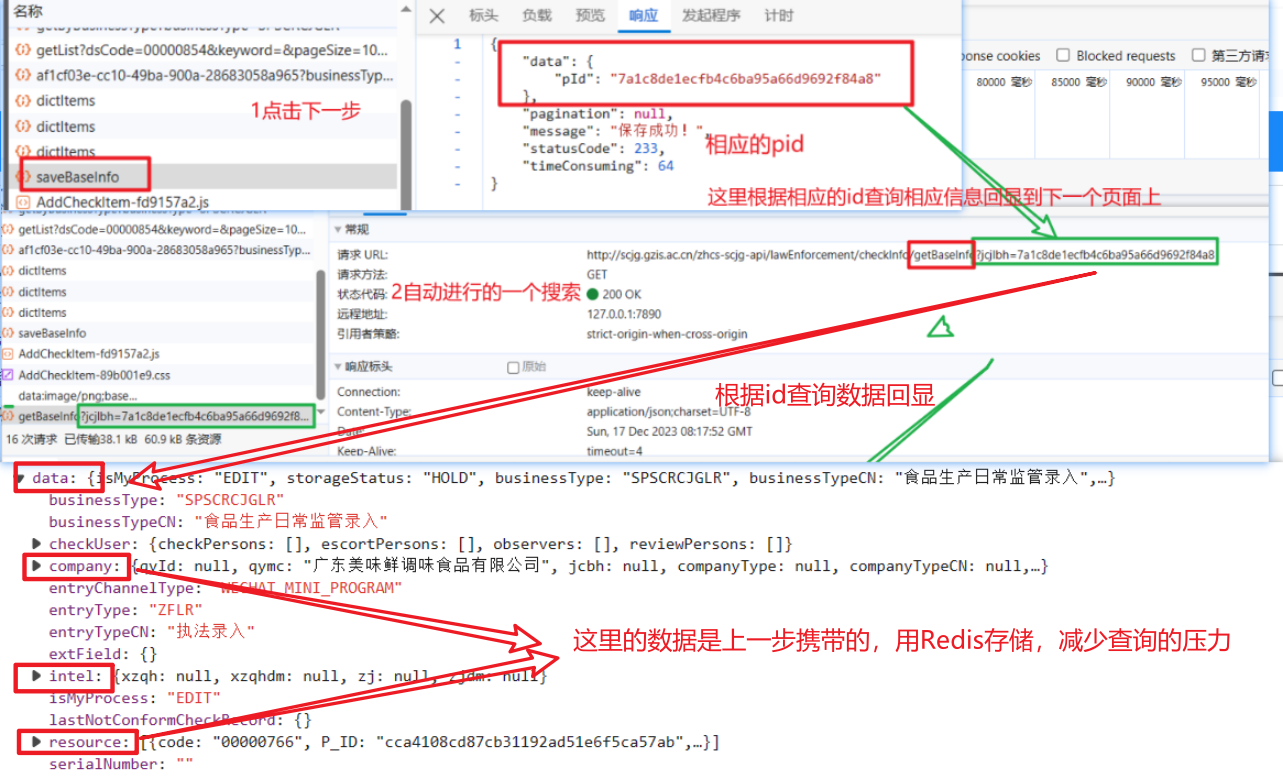 名称
getList?dsCode=00000854&keyword=&pageSize=10...
af1cf03e-cc10-49ba-900a-28683058a965?businessTyp...
dictItems
dictItems
dictItems
saveBaseInfo
AddCheckItem-fd9157a2.js
1点击下一步
标头 负载 预览 响应 发起程序 计时
1
{
"data": {
"pId": "7a1c8de1ecfb4c6ba95a66d9692f84a8"
},
"pagination": null,
"message": "保存成功！",
"statusCode": 233,
"timeConsuming": 64
}
相应的pid
这里根据相应的id查询相应信息回显到下一个页面上
ponse cookies Blocked requests 第三方请
80000 毫秒 85000 毫秒 90000 毫秒 95000 毫秒
getList?dsCode=00000854&keyword=&pageSize=10...
af1cf03e-cc10-49ba-900a-28683058a965?businessTyp...
dictItems
dictItems
dictItems
saveBaseInfo
AddCheckItem-fd9157a2.js
AddCheckItem-89b001e9.css
data:image/png;base...
getBaseInfo?jcjlbh=7a1c8de1ecfb4c6ba95a66d9692f8...
16 次请求 已传输38.1 kB 60.9 kB 条资源
常规
请求 URL: http://scjg.gzis.ac.cn/zhcs-scjg-api/lawEnforcement/checkInfo/getBaseInfo?jcjlbh=7a1c8de1ecfb4c6ba95a66d9692f84a8
请求方法: GET
状态代码: 200 OK
2自动进行的一个搜索
远程地址: 127.0.0.1:7890
引用者策略: strict-origin-when-cross-origin
响应标头 原始
Connection: keep-alive
Content-Type: application/json;charset=UTF-8
Date: Sun, 17 Dec 2023 08:17:52 GMT
Keep-Alive: timeout=4
根据id查询数据回显
data: {isMyProcess: "EDIT", storageStatus: "HOLD", businessType: "SPSCRCJGLR", businessTypeCN: "食品生产日常监管录入",…}
businessType: "SPSCRCJGLR"
businessTypeCN: "食品生产日常监管录入"
checkUser: {checkPersons: [], escortPersons: [], observers: [], reviewPersons: []}
company: {qyId: null, qymc: "广东美味鲜调味食品有限公司", jcbh: null, companyType: null, companyTypeCN: null,…}
entryChannelType: "WECHAT_MINI_PROGRAM"
entryType: "ZFLR"
entryTypeCN: "执法录入"
extField: {}
intel: {xzqh: null, xzqhdm: null, zj: null, zjdm: null}
isMyProcess: "EDIT"
lastNotConformCheckRecord: {}
resource: [{code: "00000766", P_ID: "cca4108cd87cb31192ad51e6f5ca57ab",…}]
serialNumber: ""
这里的数据是上一步携带的，用Redis存储，减少查询的压力